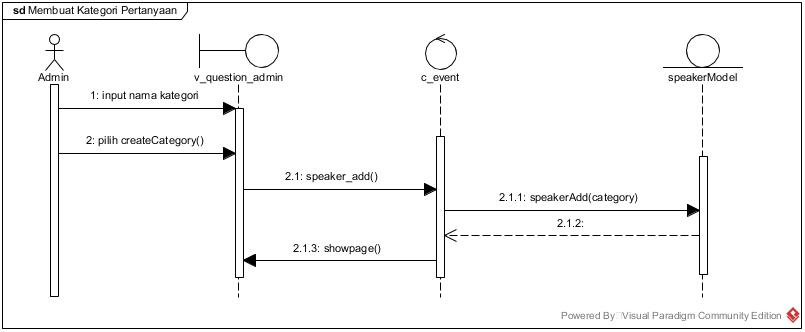 sd Membuat Kategori Pertanyaan
Admin
v_question_admin
c_event
speakerModel
1: input nama kategori
2: pilih createCategory()
2.1: speaker_add()
2.1.1: speakerAdd(category)
2.1.2:
2.1.3: showpage()
Powered By Visual Paradigm Community Edition